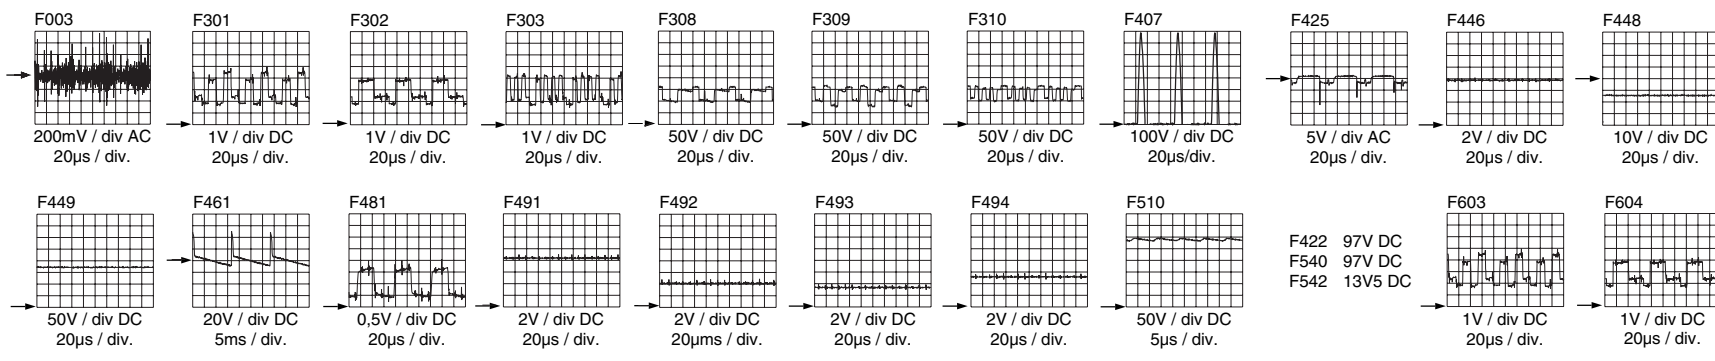 F003 F301 F302 F303 F308 F309 F310 F407 F425 F446 F448
200mV / div AC 1V / div DC 1V / div DC 1V / div DC 50V / div DC 50V / div DC 50V / div DC 100V / div DC 5V / div AC 2V / div DC 10V / div DC
20µs / div. 20µs / div. 20µs / div. 20µs / div. 20µs / div. 20µs / div. 20µs / div. 20µs/div. 20µs / div. 20µs / div. 20µs / div.
F449 F461 F481 F491 F492 F493 F494 F510 F603 F604
F422 97V DC
F540 97V DC
F542 13V5 DC
50V / div DC 20V / div DC 0,5V / div DC 2V / div DC 2V / div DC 2V / div DC 2V / div DC 50V / div DC 1V / div DC 1V / div DC
20µs / div. 5ms / div. 20µs / div. 20µs / div. 20µms / div. 20µs / div. 20µs / div. 5µs / div. 20µs / div. 20µs / div.